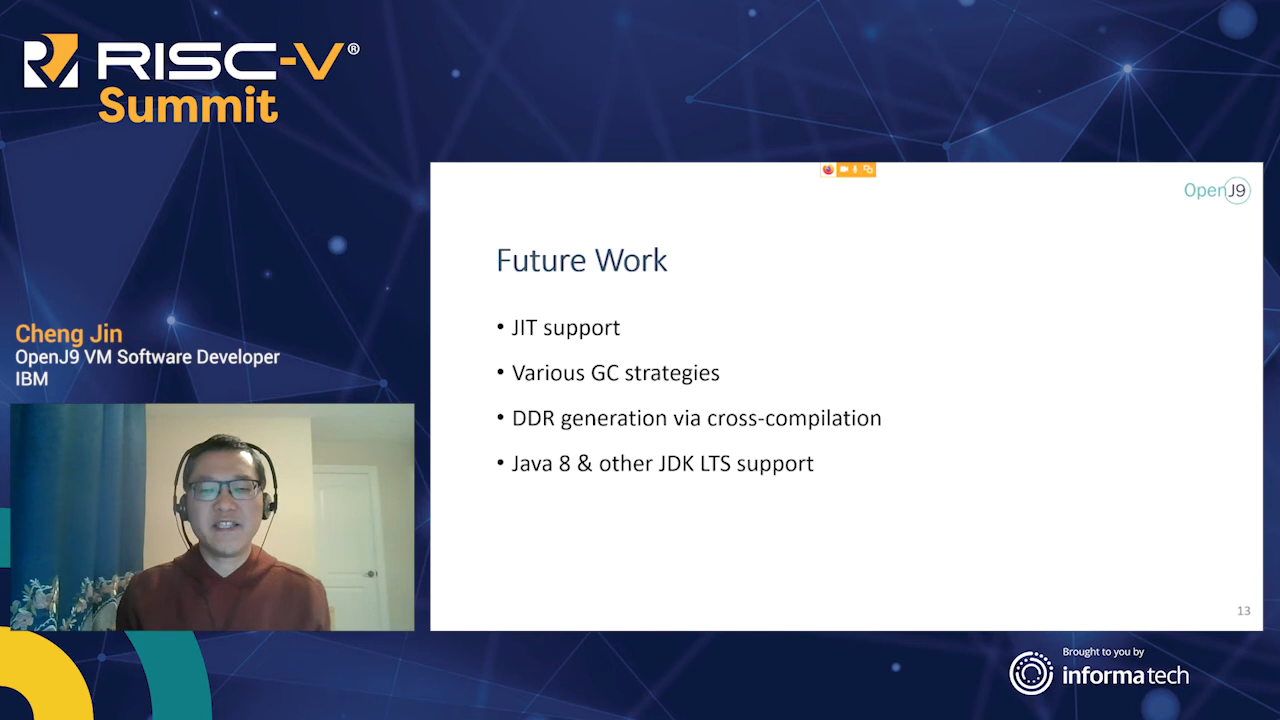 RISC-V®
Summit
OpenJ9
Future Work
• JIT support
• Various GC strategies
• DDR generation via cross-compilation
• Java 8 & other JDK LTS support
13
Cheng Jin
OpenJ9 VM Software Developer
IBM
Brought to you by
informa tech